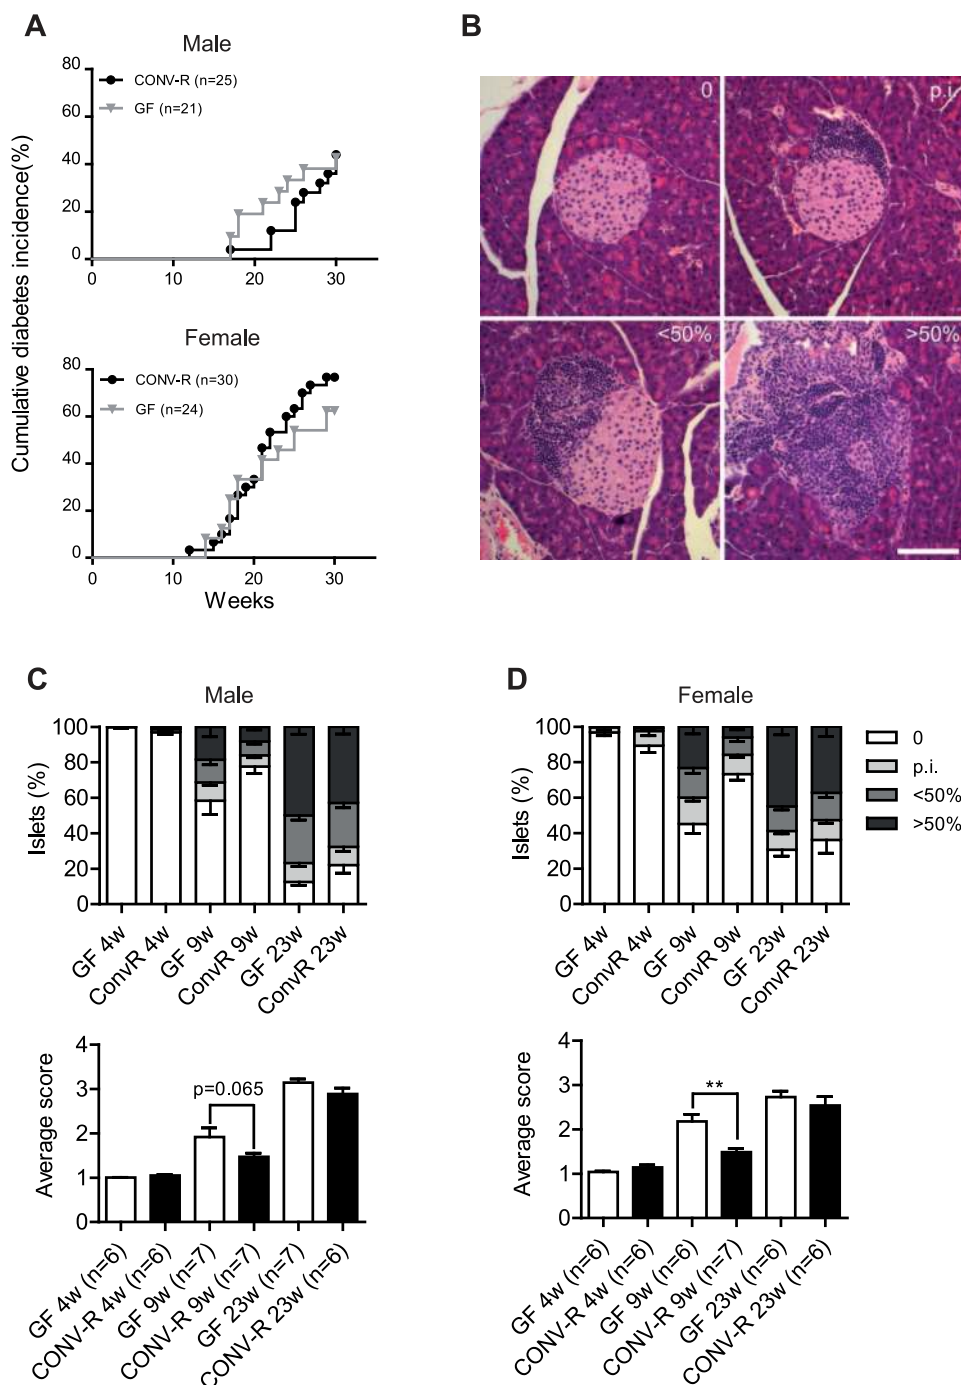 A
Male
Cumulative diabetes incidence(%)
80
60
40
20
0
CONV-R (n=25)
GF (n=21)
0 10 20 30
Female
80
60
40
20
0
CONV-R (n=30)
GF (n=24)
0 10 20 30
Weeks
B
0
p.i.
<50%
>50%
C
Male
Islets (%)
100
80
60
40
20
0
GF 4w
ConvR 4w
GF 9w
ConvR 9w
GF 23w
ConvR 23w
Average score
4
3
2
1
0
p=0.065
GF 4w (n=6)
CONV-R 4w (n=6)
GF 9w (n=7)
CONV-R 9w (n=7)
GF 23w (n=7)
CONV-R 23w (n=6)
D
Female
Islets (%)
100
80
60
40
20
0
GF 4w
ConvR 4w
GF 9w
ConvR 9w
GF 23w
ConvR 23w
0
p.i.
<50%
>50%
Average score
4
3
2
1
0
**
GF 4w (n=6)
CONV-R 4w (n=6)
GF 9w (n=6)
CONV-R 9w (n=7)
GF 23w (n=6)
CONV-R 23w (n=6)